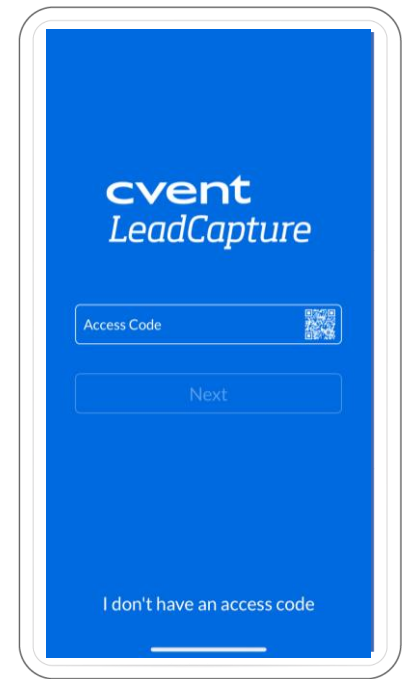 cvent
LeadCapture
Access Code
Next
I don't have an access code